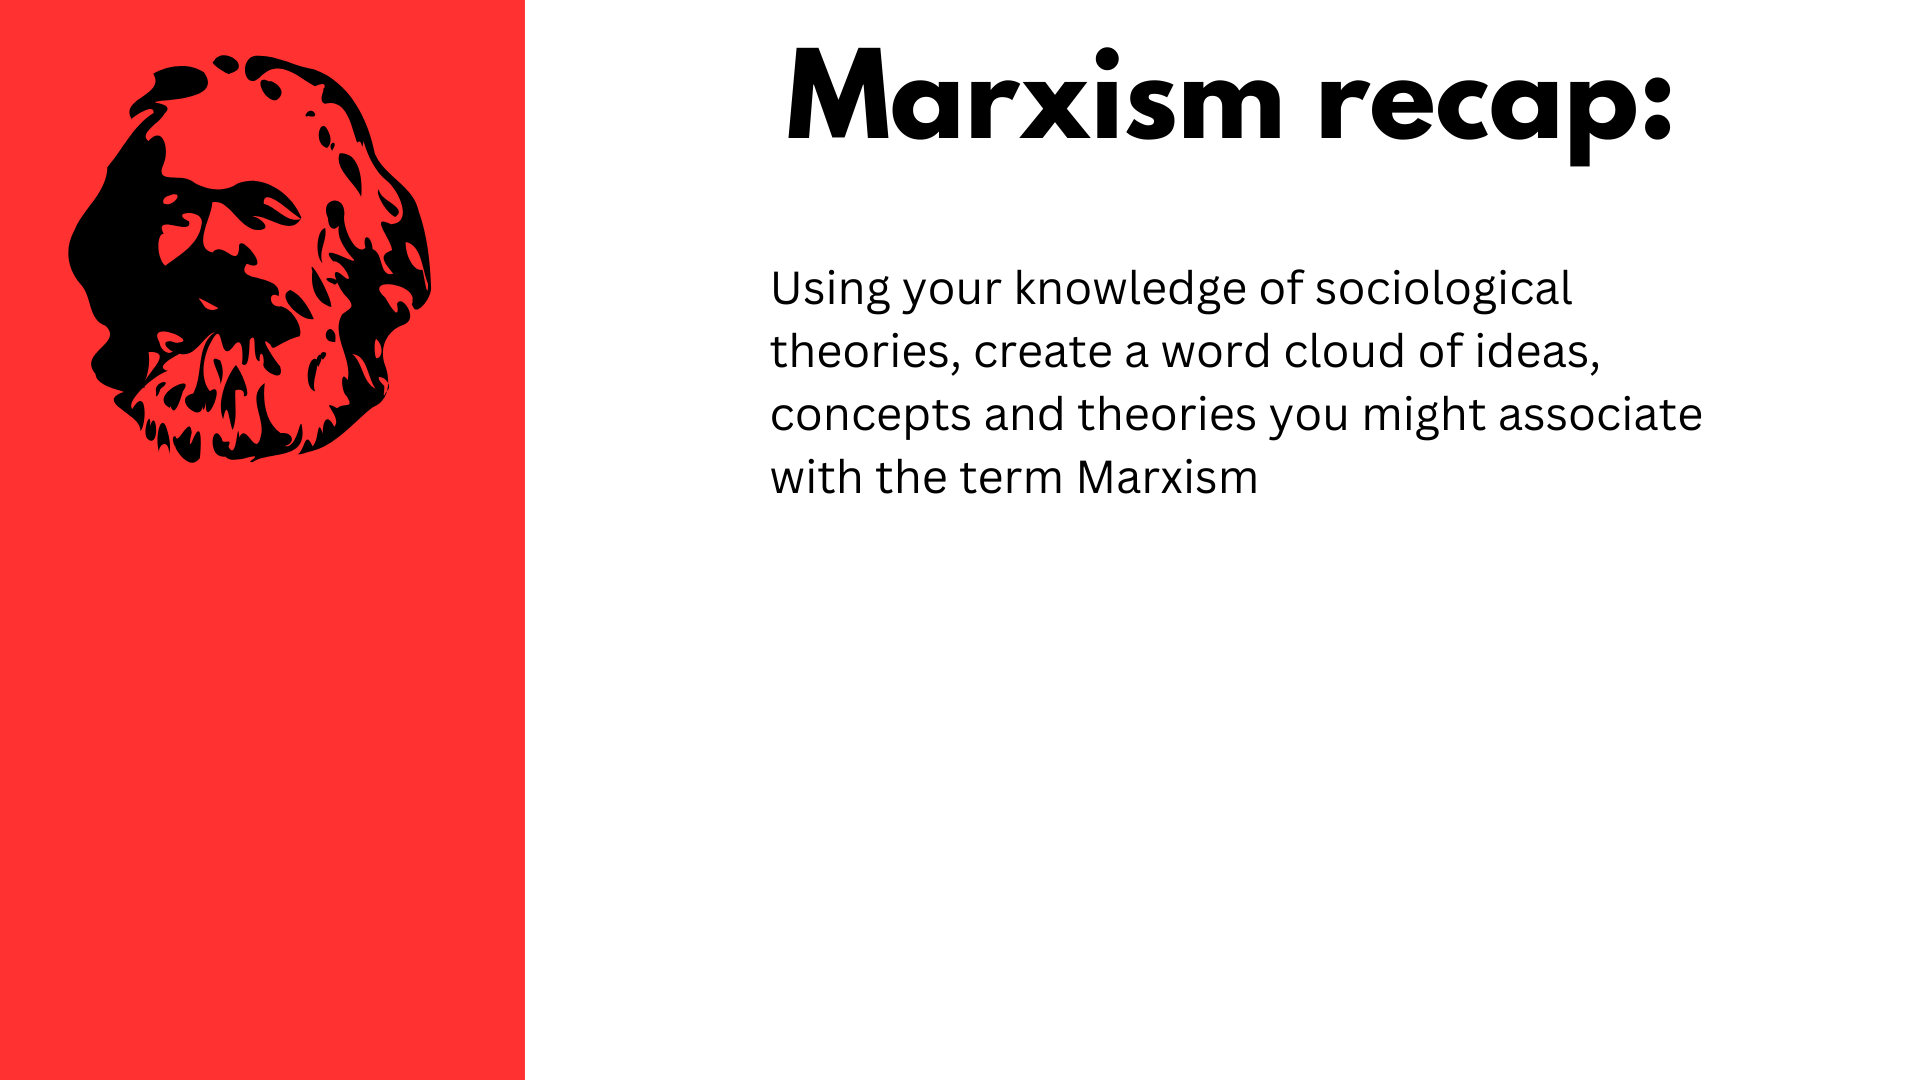 Marxism recap:
Using your knowledge of sociological
theories, create a word cloud of ideas,
concepts and theories you might associate
with the term Marxism